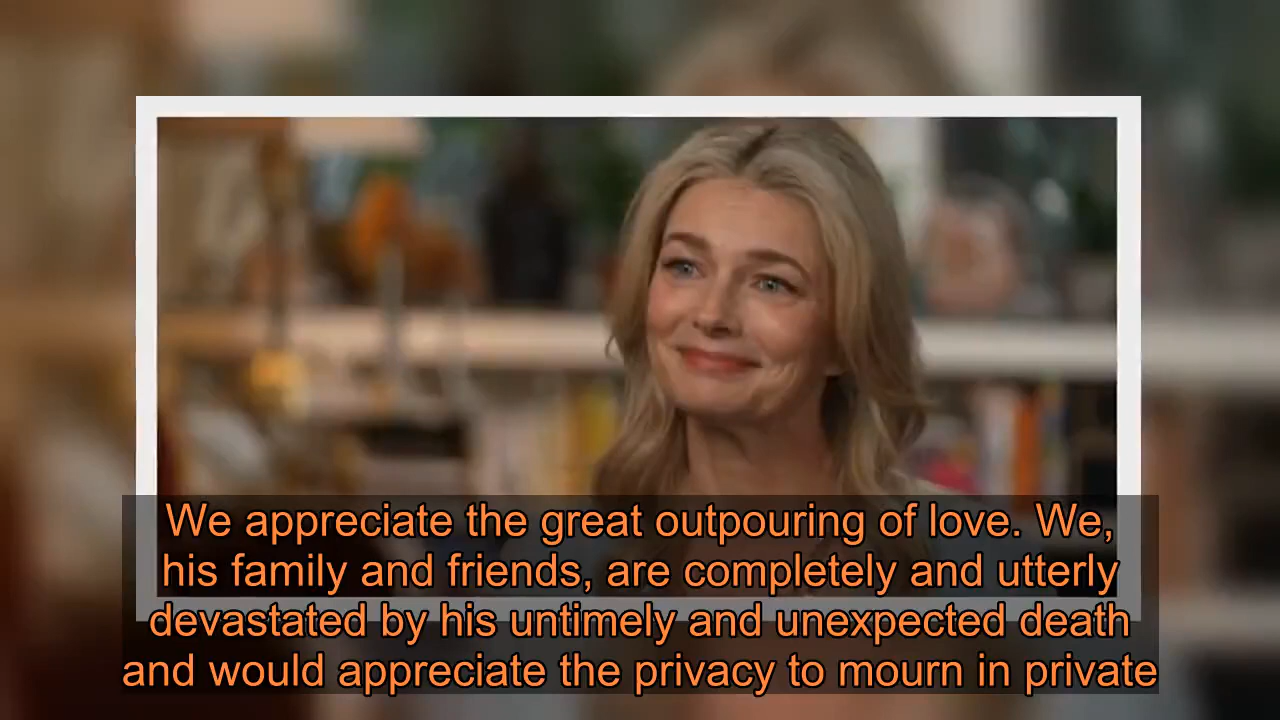 We appreciate the great outpouring of love. We,
his family and friends, are completely and utterly
devastated by his untimely and unexpected death
and would appreciate the privacy to mourn in private